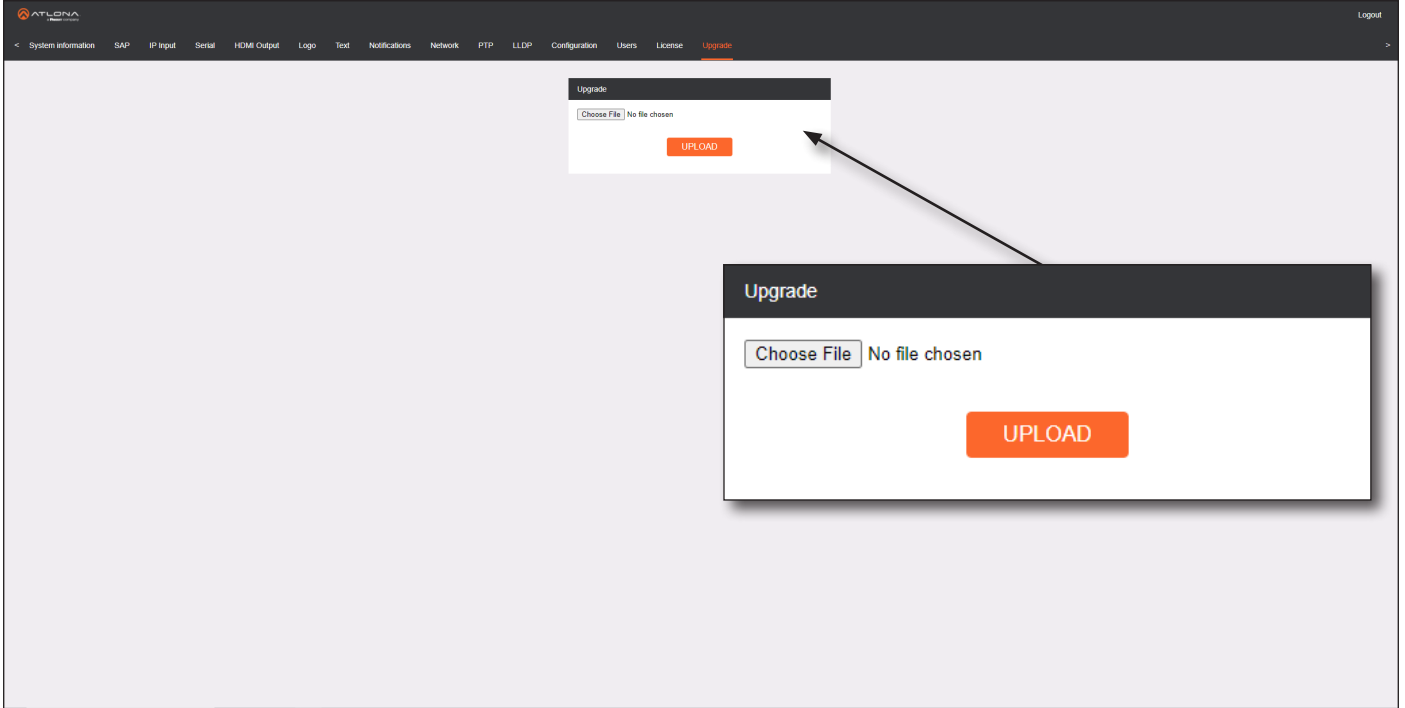 ATLONA
Logout
< System information SAP IP Input Serial HDMI Output Logo Text Notifications Network PTP LLDP Configuration Users License Upgrade >
Upgrade
Choose File No file chosen
UPLOAD
Upgrade
Choose File No file chosen
UPLOAD